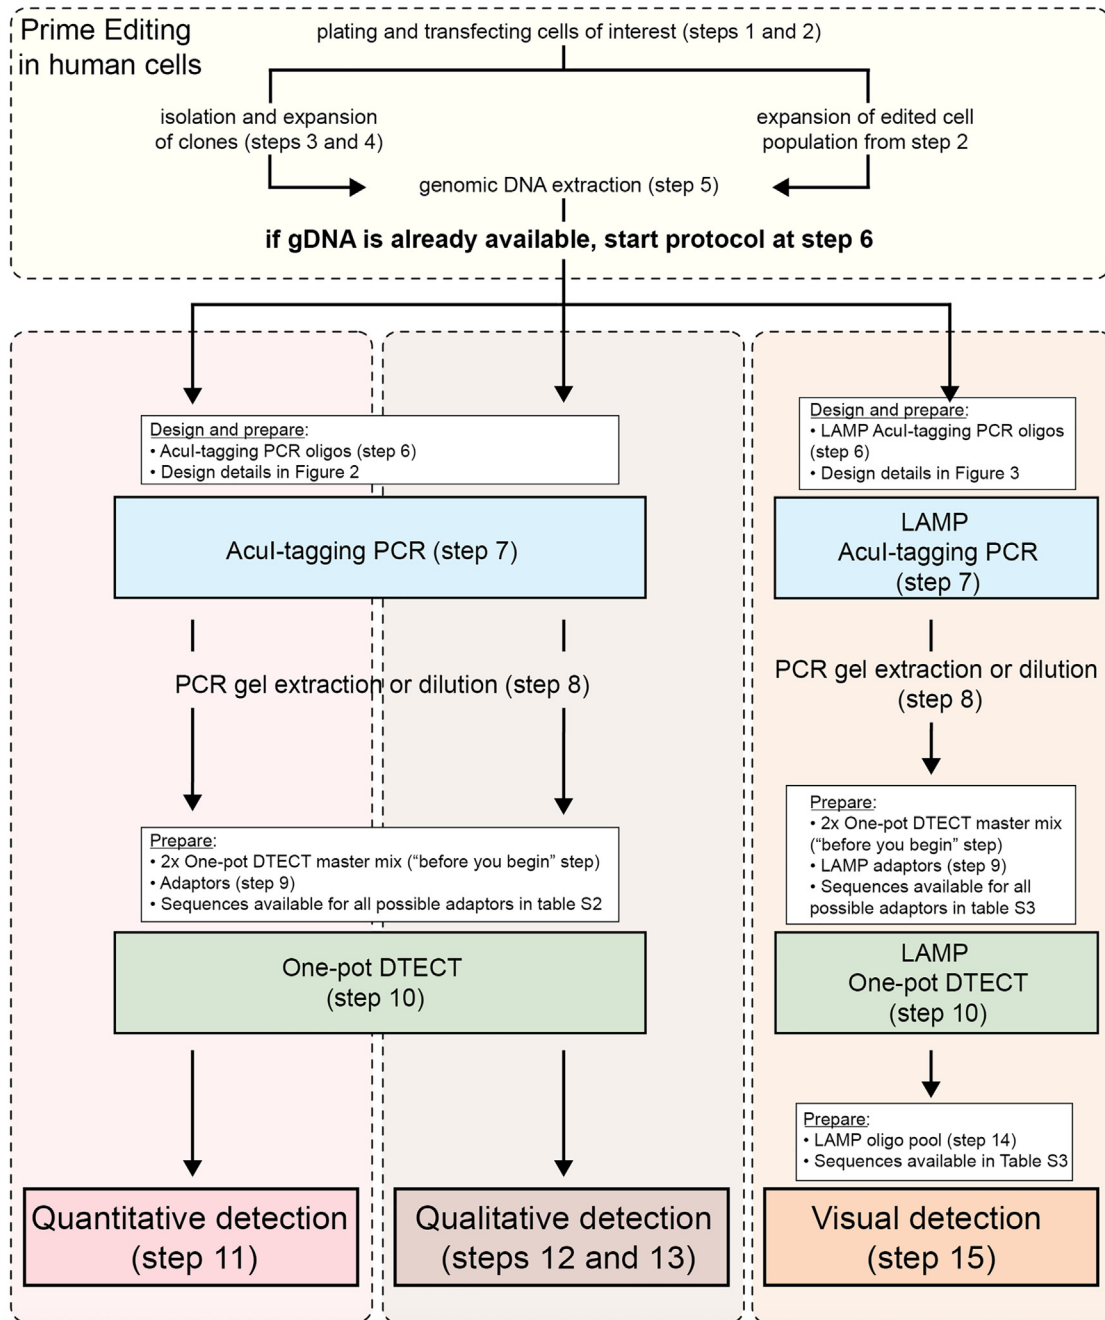 Prime Editing
in human cells
plating and transfecting cells of interest (steps 1 and 2)
isolation and expansion
of clones (steps 3 and 4)
expansion of edited cell
population from step 2
genomic DNA extraction (step 5)
if gDNA is already available, start protocol at step 6
Design and prepare:
• AcuI-tagging PCR oligos (step 6)
• Design details in Figure 2
AcuI-tagging PCR (step 7)
PCR gel extraction or dilution (step 8)
Prepare:
• 2x One-pot DTECT master mix (“before you begin” step)
• Adaptors (step 9)
• Sequences available for all possible adaptors in table S2
One-pot DTECT
(step 10)
Quantitative detection
(step 11)
Qualitative detection
(steps 12 and 13)
Design and prepare:
• LAMP AcuI-tagging PCR oligos
(step 6)
• Design details in Figure 3
LAMP
AcuI-tagging PCR
(step 7)
PCR gel extraction or dilution
(step 8)
Prepare:
• 2x One-pot DTECT master mix
(“before you begin” step)
• LAMP adaptors (step 9)
• Sequences available for all
possible adaptors in table S3
LAMP
One-pot DTECT
(step 10)
Prepare:
• LAMP oligo pool (step 14)
• Sequences available in Table S3
Visual detection
(step 15)